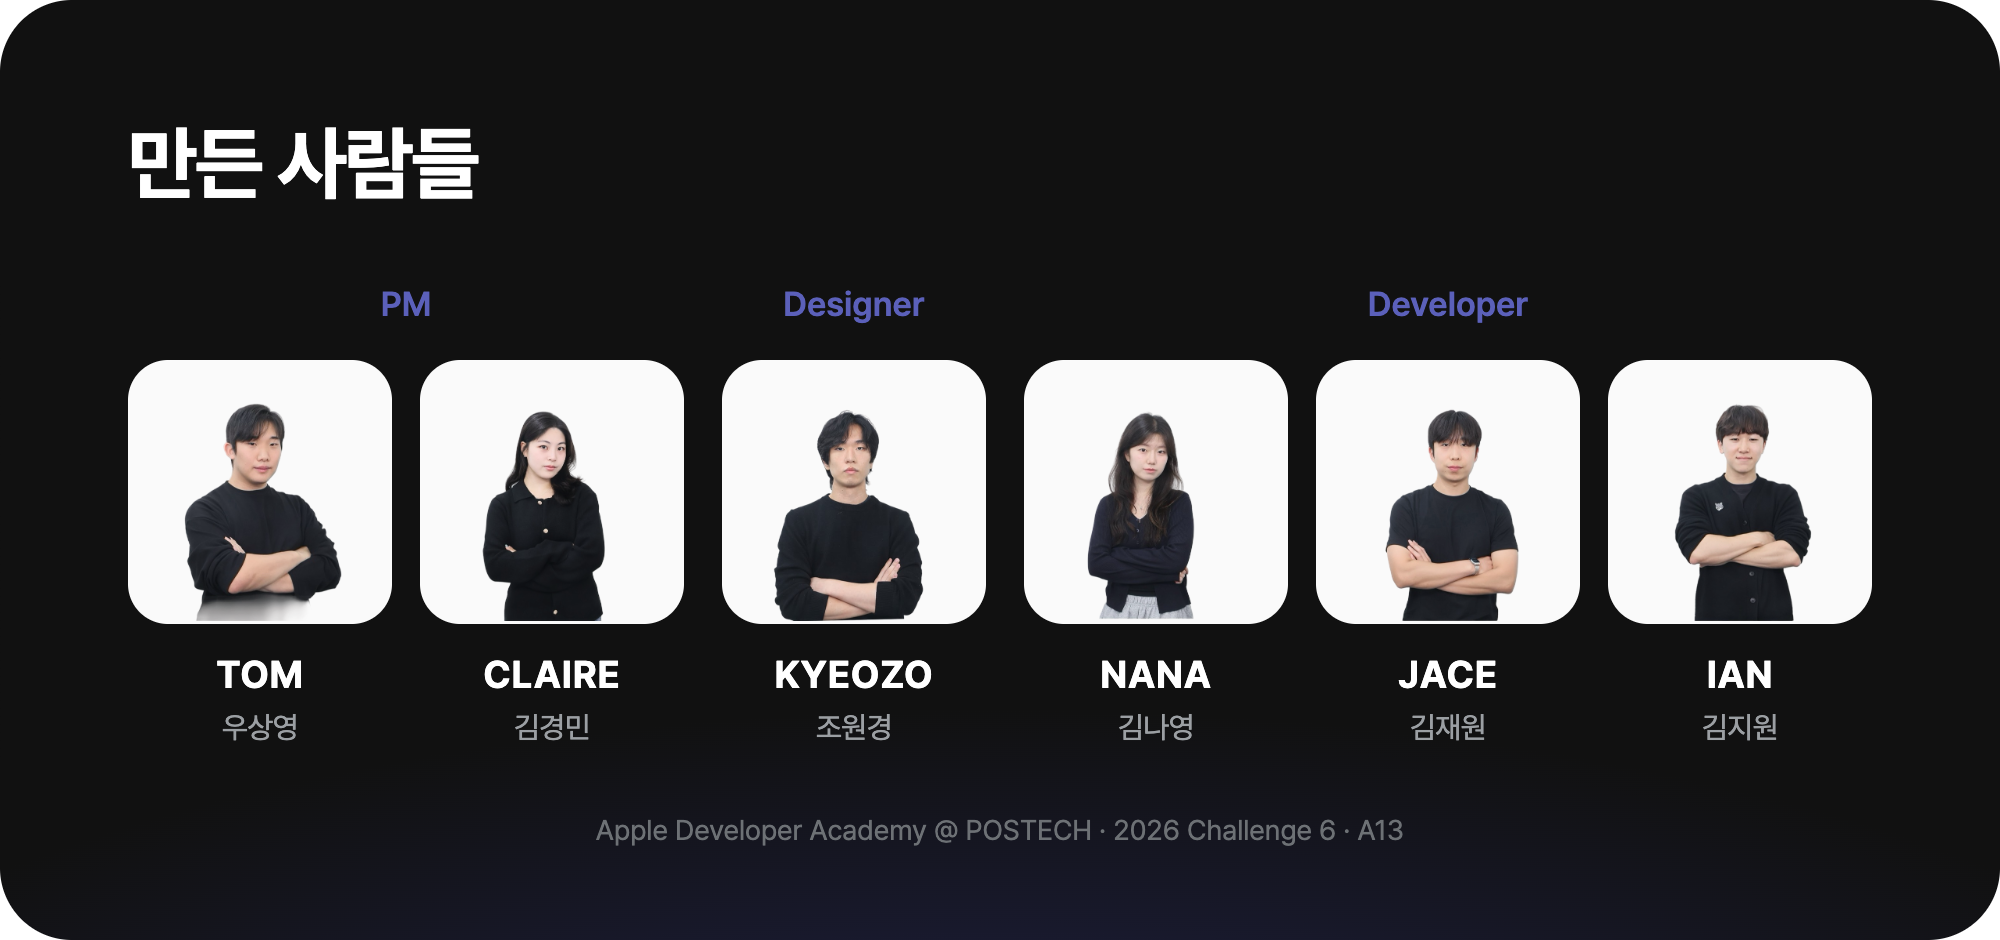 만든 사람들
PM Designer Developer
TOM CLAIRE KYEOZO NANA JACE IAN
우상영 김경민 조원경 김나영 김재원 김지원
Apple Developer Academy @ POSTECH · 2026 Challenge 6 · A13